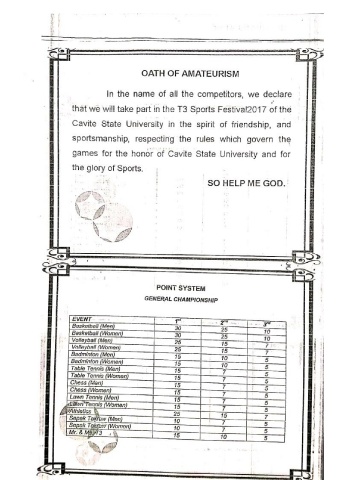 OATH OF AMATEURISM
In the name of all the competitors, we declare
that we will take part in the T3 Sports Festival2017 of the
Cavite State University in the spirit of friendship, and
sportsmanship, respecting the rules which govern the
games for the honor of Cavite State University and for
the glory of Sports.
SO HELP ME GOD.
POINT SYSTEM
GENERAL CHAMPIONSHIP
EVENT 1st 2nd 3rd
Basketball (Men) 30 25 10
Basketball (Women) 30 25 10
Volleyball (Men) 25 15 7
Volleyball (Women) 25 15 7
Badminton (Men) 15 10 5
Badminton (Women) 15 10 5
Table Tennis (Men) 15 7 5
Table Tennis (Women) 15 7 5
Chess (Men) 15 7 5
Chess (Women) 15 7 5
Lawn Tennis (Men) 15 7 5
Lawn Tennis (Women) 15 7 5
Athletics 25 15 7
Sepak Takraw (Men) 10 7 5
Sepak Takraw (Women) 10 7 5
Mr. & Ms. T3 15 10 5